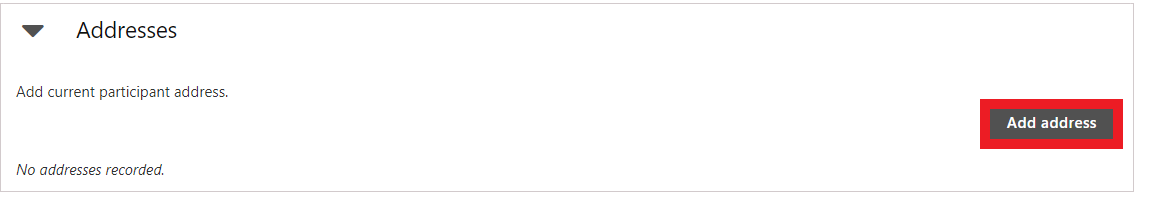 Addresses
Add current participant address.
Add address
No addresses recorded.